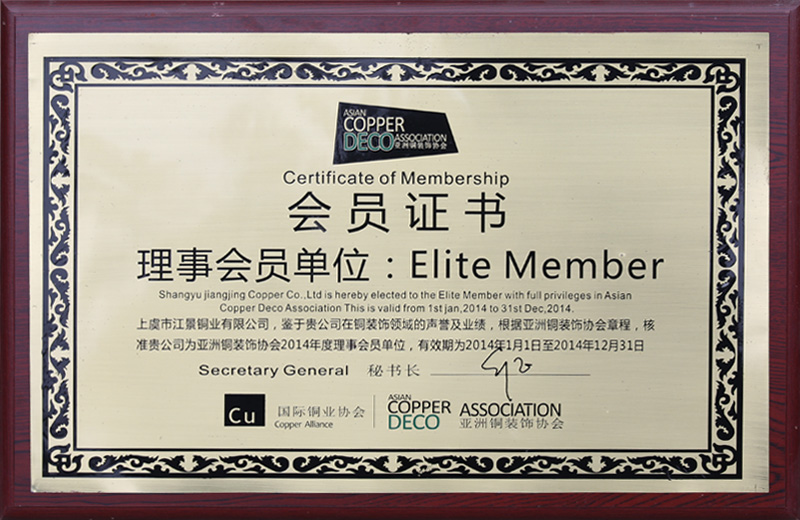 ASIAN
COPPER
DECO ASSOCIATION
亚洲铜装饰协会
Certificate of Membership
会员证书
理事会员单位：Elite Member
Shangyu jiangjing Copper Co.,Ltd is hereby elected to the Elite Member with full privileges in Asian
Copper Deco Association This is valid from 1st jan,2014 to 31st Dec,2014.
上虞市江景铜业有限公司，鉴于贵公司在铜装饰领域的声誉及业绩，根据亚洲铜装饰协会章程，核
准贵公司为亚洲铜装饰协会2014年度理事会员单位，有效期为2014年1月1日至2014年12月31日
Secretary General 秘书长
Cu 国际铜业协会
Copper Alliance
ASIAN
COPPER
DECO
ASSOCIATION
亚洲铜装饰协会